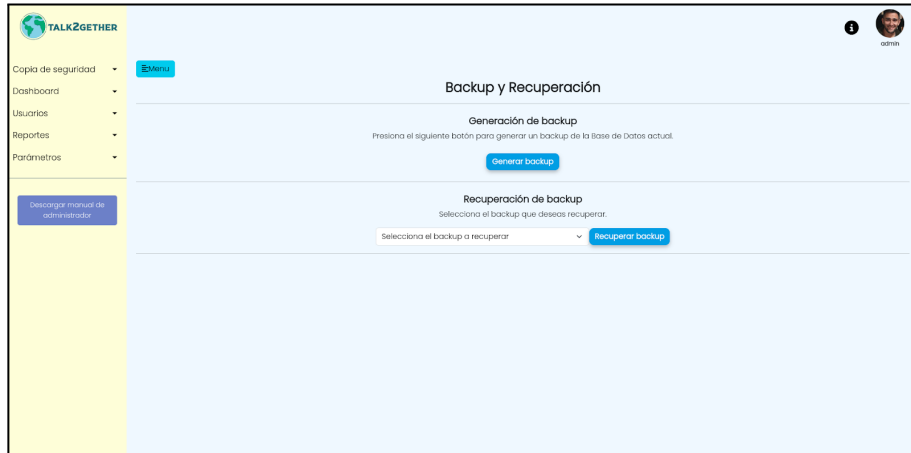 TALK2GETHER
admin
Copia de seguridad
Dashboard
Usuarios
Reportes
Parámetros
Descargar manual de
administrador
Menú
Backup y Recuperación
Generación de backup
Presiona el siguiente botón para generar un backup de la Base de Datos actual.
Generar backup
Recuperación de backup
Selecciona el backup que deseas recuperar.
Selecciona el backup a recuperar
Recuperar backup